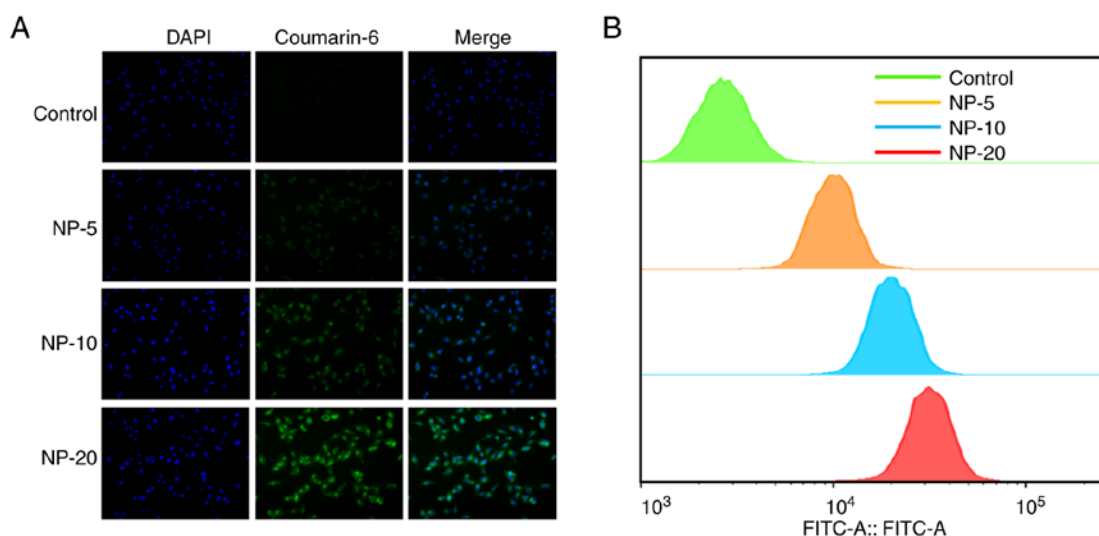 A
DAPI Coumarin-6 Merge
Control
NP-5
NP-10
NP-20
B
Control
NP-5
NP-10
NP-20
10³ 10⁴ 10⁵
FITC-A:: FITC-A